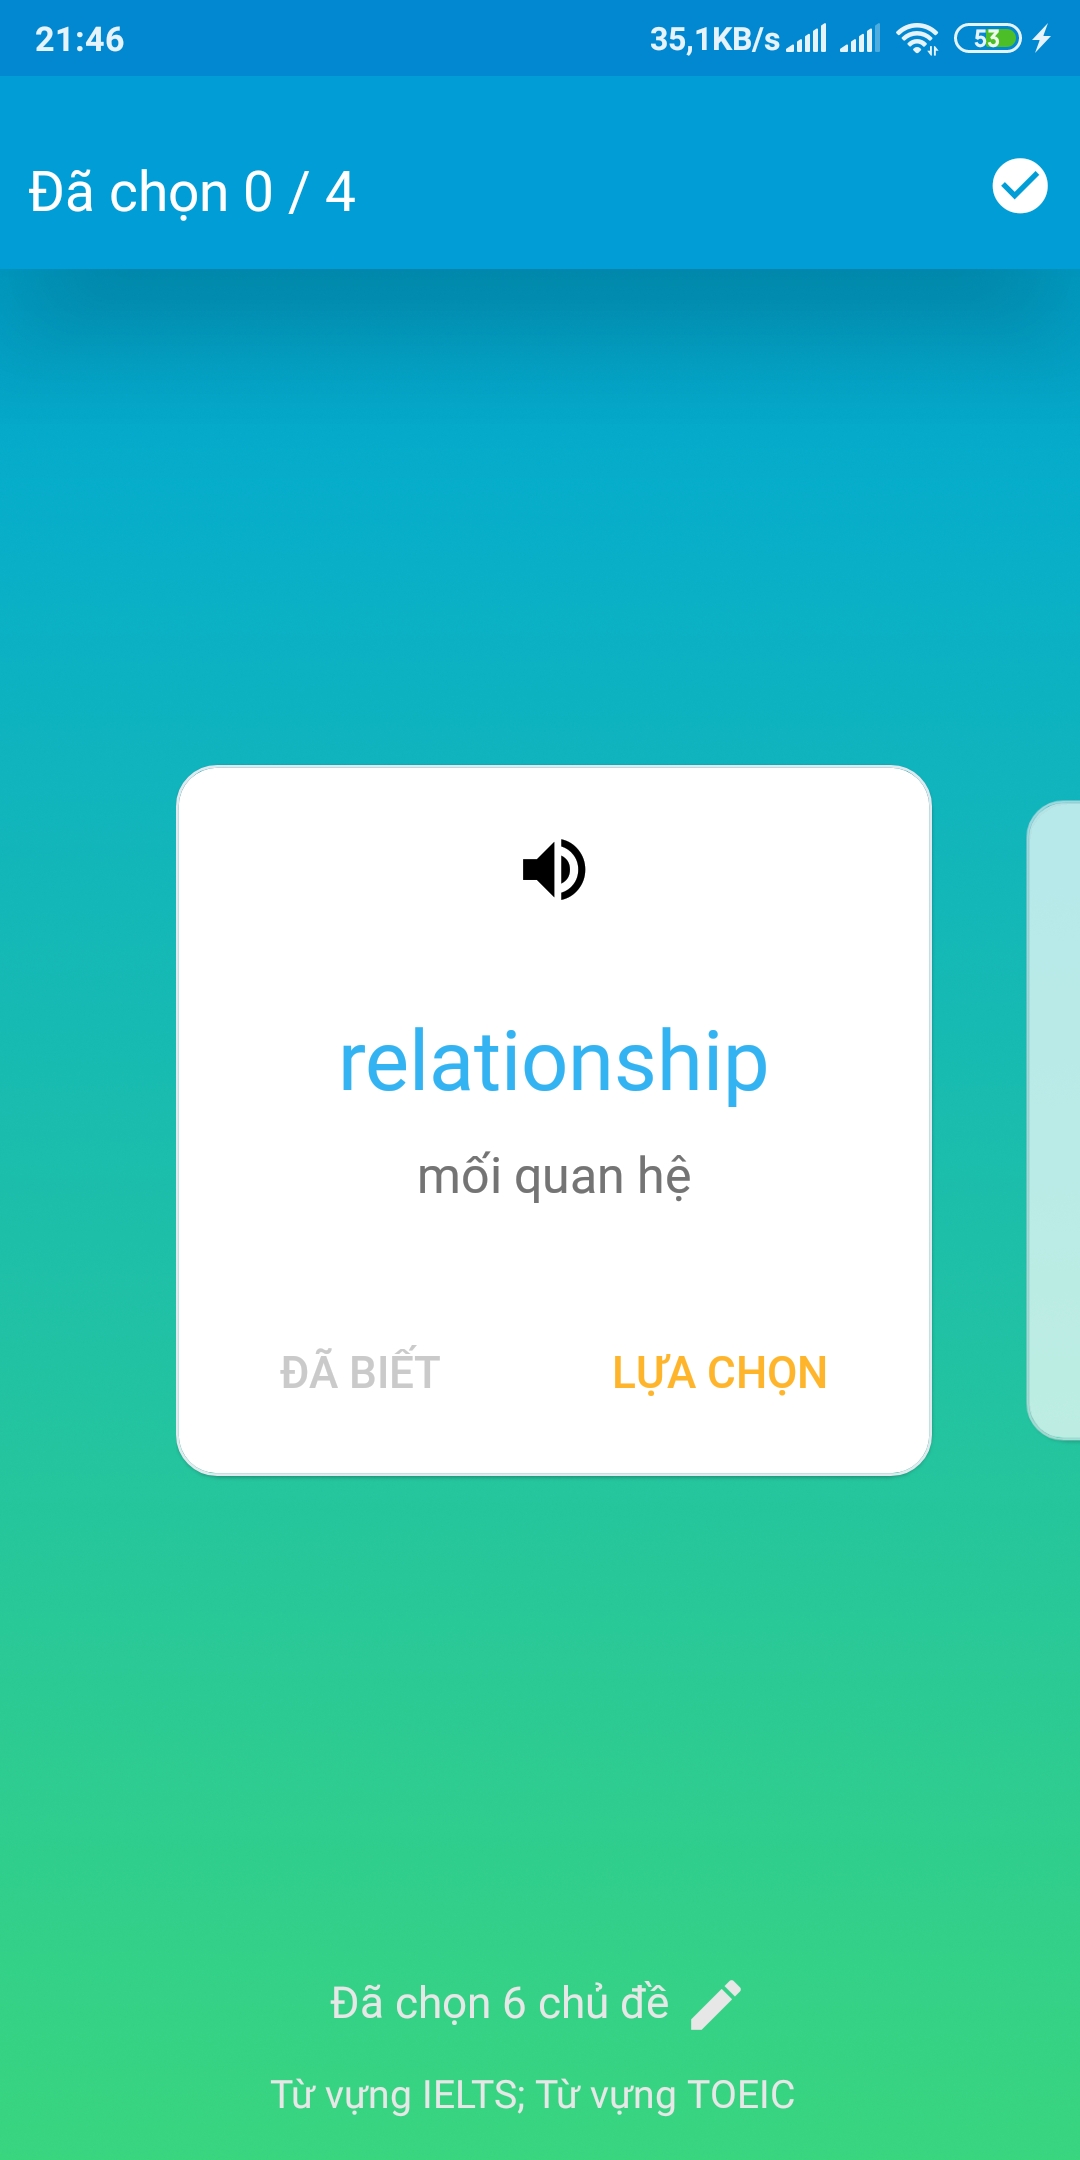 21:46 35,1KB/s 53
Đã chọn 0 / 4
relationship
mối quan hệ
ĐÃ BIẾT LỰA CHỌN
Đã chọn 6 chủ đề
Từ vựng IELTS; Từ vựng TOEIC